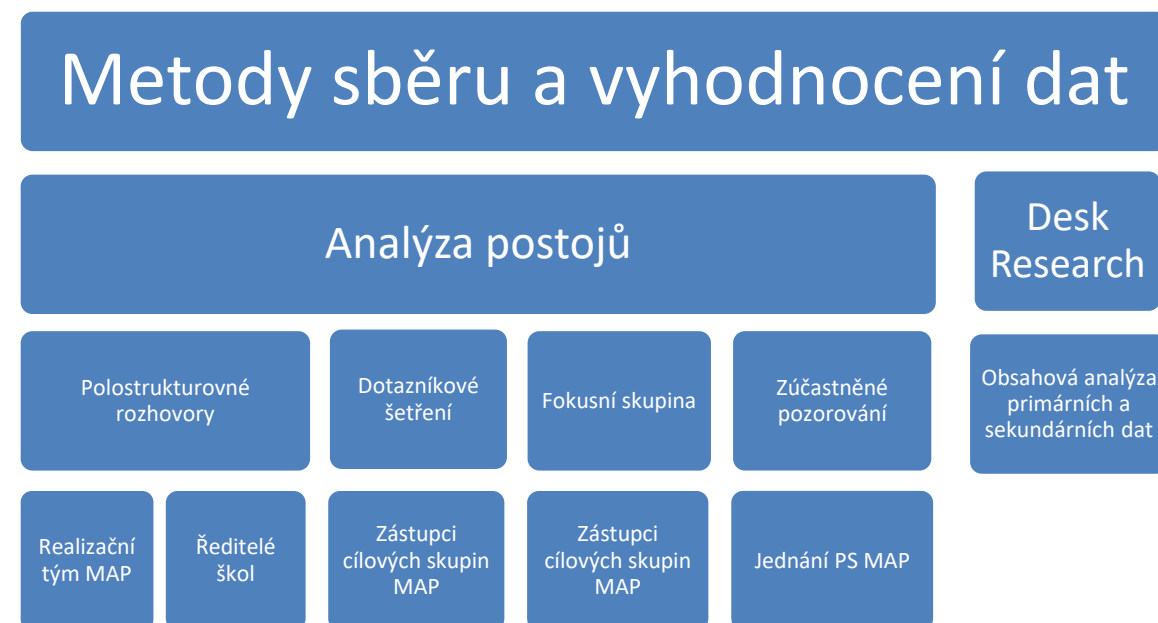 Metody sběru a vyhodnocení dat
Analýza postojů
Desk
Research
Polostrukturovné
rozhovory
Dotazníkové
šetření
Fokusní skupina
Zúčastněné
pozorování
Obsahová analýza
primárních a
sekundárních dat
Realizační
tým MAP
Ředitelé
škol
Zástupci
cílových skupin
MAP
Zástupci
cílových skupin
MAP
Jednání PS MAP